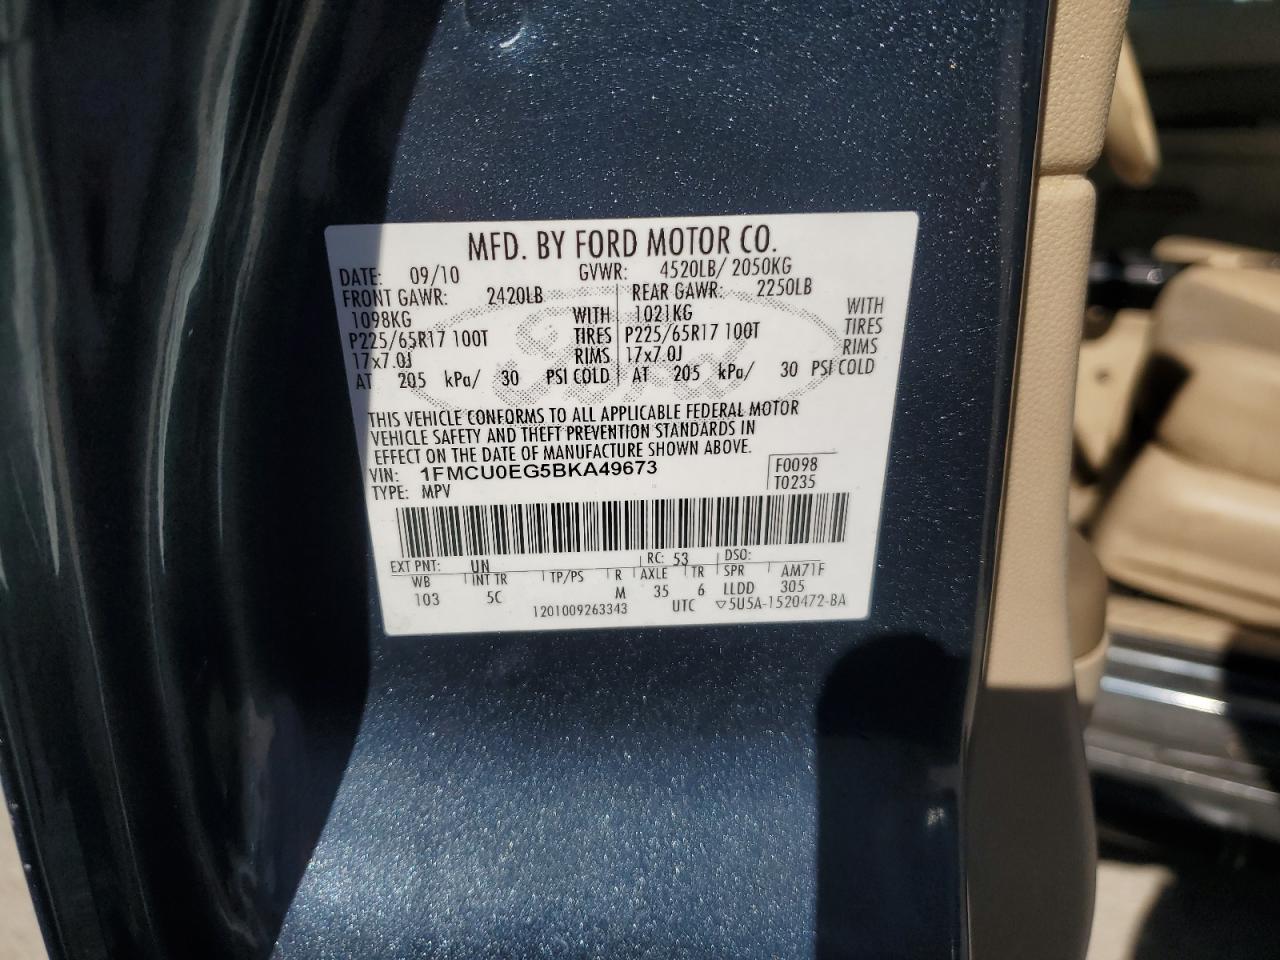 MFD. BY FORD MOTOR CO.
DATE: 09/10 GVWR: 4520LB/ 2050KG
FRONT GAWR: 2420LB REAR GAWR: 2250LB
1098KG WITH 1021KG WITH
P225/65R17 100T TIRES P225/65R17 100T TIRES
17x7.0J RIMS 17x7.0J RIMS
AT 205 kPa/ 30 PSI COLD AT 205 kPa/ 30 PSI COLD
THIS VEHICLE CONFORMS TO ALL APPLICABLE FEDERAL MOTOR
VEHICLE SAFETY AND THEFT PREVENTION STANDARDS IN
EFFECT ON THE DATE OF MANUFACTURE SHOWN ABOVE.
VIN: 1FMCU0EG5BKA49673 F0098
TYPE: MPV T0235
EXT PNT: UN RC: 53 DSO:
WB INT TR TP/PS R AXLE TR SPR AM71F
103 5C M 35 6 LLDD 305
1201009263343 UTC ▽5U5A-1520472-BA